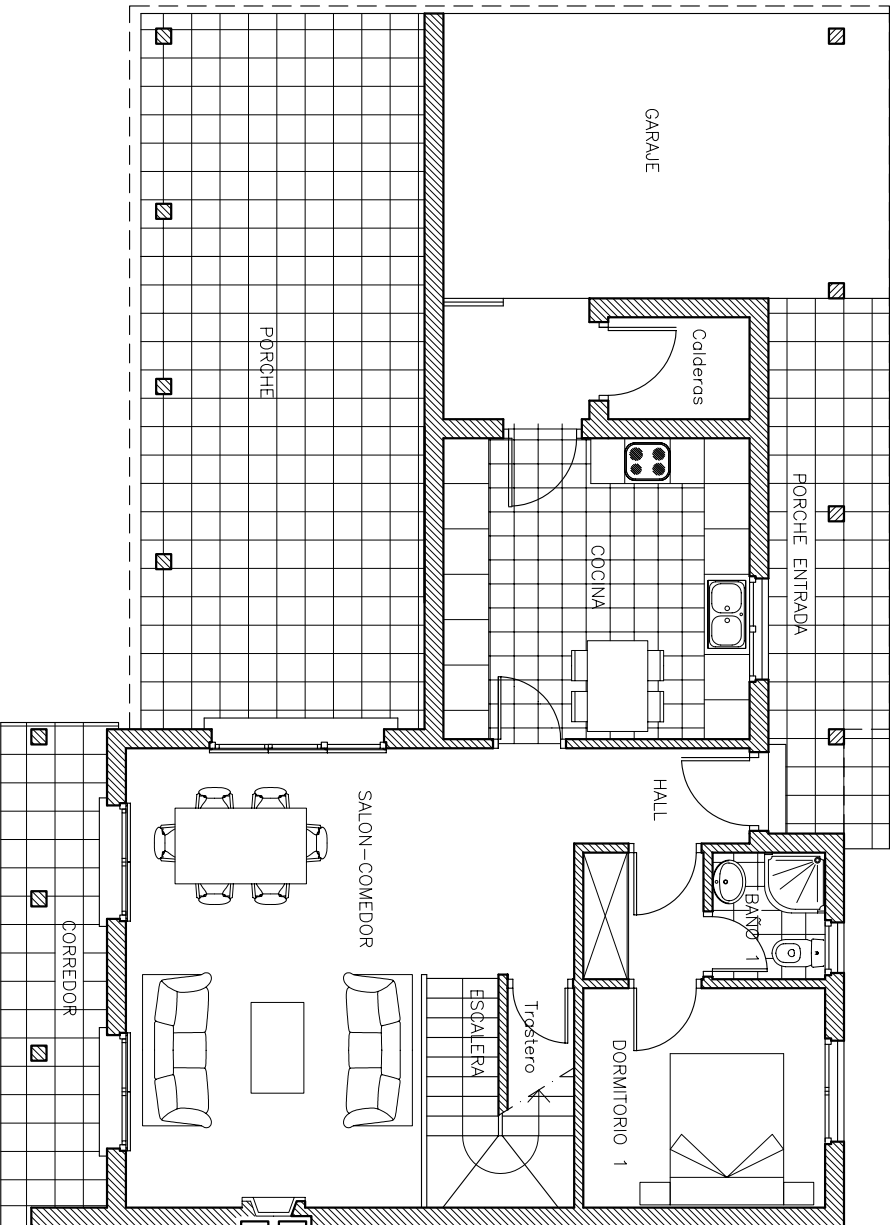 GARAJE
Calderas
PORCHE
PORCHE ENTRADA
COCINA
HALL
SALON-COMEDOR
BAÑO 1
CORREDOR
ESCALERA
Trastero
DORMITORIO 1